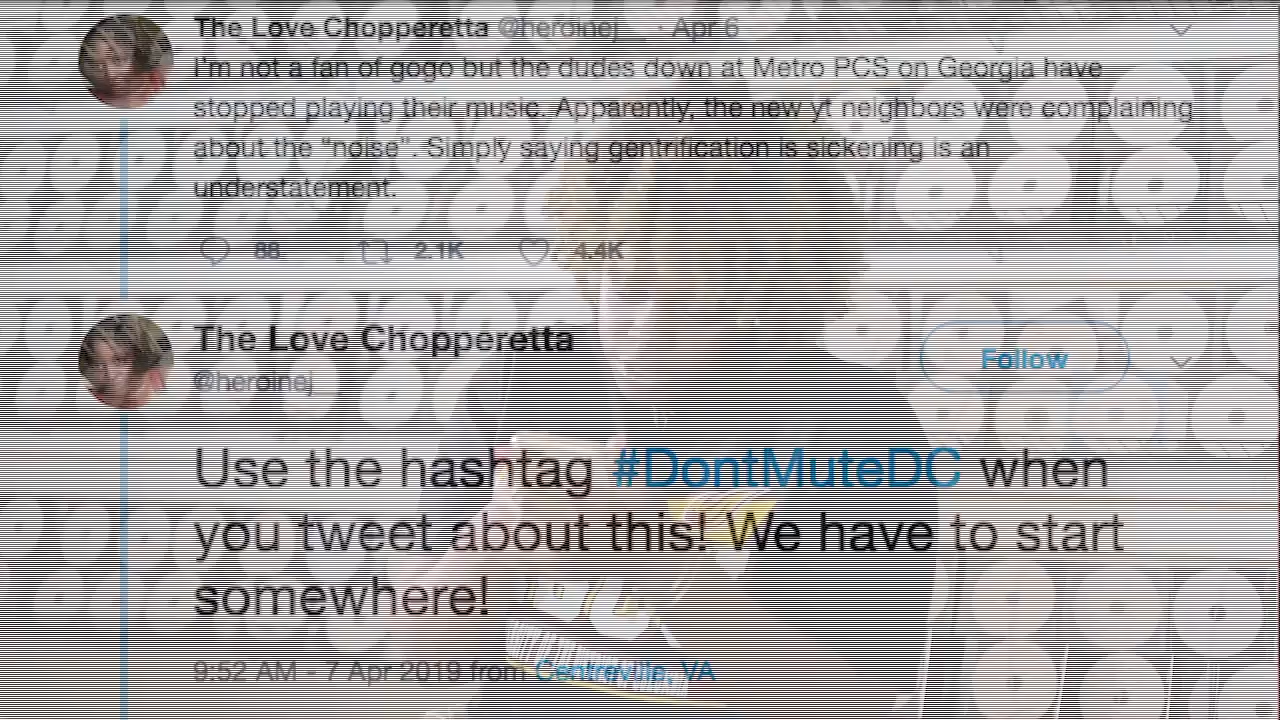 The Love Chopperetta @heroinej_ · Apr 6
I'm not a fan of gogo but the dudes down at Metro PCS on Georgia have
stopped playing their music. Apparently, the new yt neighbors were complaining
about the "noise". Simply saying gentrification is sickening is an
understatement.
88 2.1K 4.4K
The Love Chopperetta
@heroinej_
Follow
Use the hashtag #DontMuteDC when
you tweet about this! We have to start
somewhere!
9:52 AM - 7 Apr 2019 from Centreville, VA